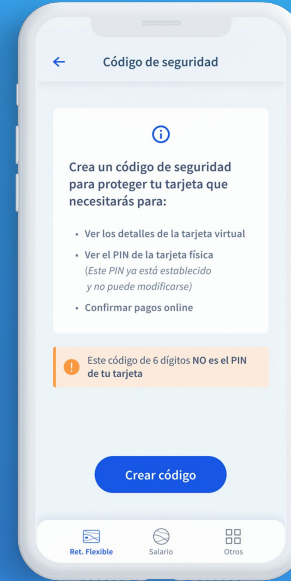 Código de seguridad
Crea un código de seguridad
para proteger tu tarjeta que
necesitarás para:
• Ver los detalles de la tarjeta virtual
• Ver el PIN de la tarjeta física
(Este PIN ya está establecido
y no puede modificarse)
• Confirmar pagos online
Este código de 6 dígitos NO es el PIN
de tu tarjeta
Crear código
Ret. Flexible
Salario
Otros